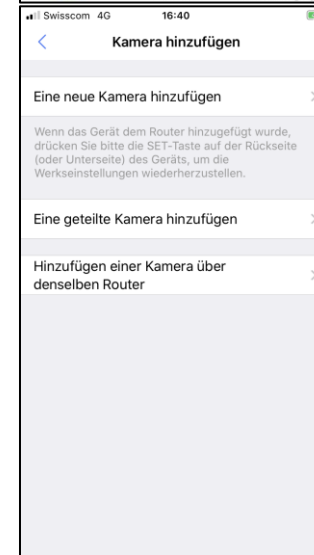 Swisscom 4G 16:40
Kamera hinzufügen
Eine neue Kamera hinzufügen
Wenn das Gerät dem Router hinzugefügt wurde,
drücken Sie bitte die SET-Taste auf der Rückseite
(oder Unterseite) des Geräts, um die
Werkseinstellungen wiederherzustellen.
Eine geteilte Kamera hinzufügen
Hinzufügen einer Kamera über
denselben Router